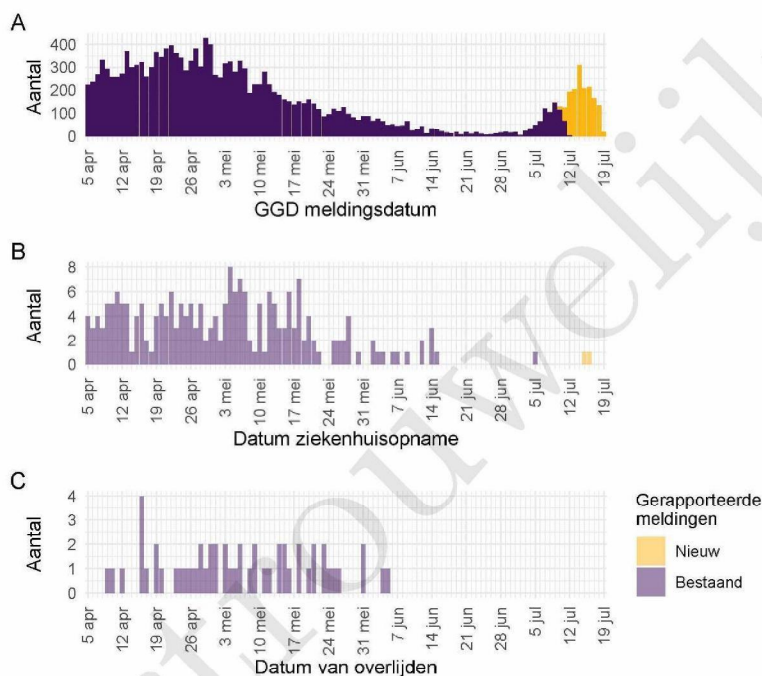 A
Aantal
400
300
200
100
0
5 apr
12 apr
19 apr
26 apr
3 mei
10 mei
17 mei
24 mei
31 mei
7 jun
14 jun
21 jun
28 jun
5 jul
12 jul
19 jul
GGD meldingsdatum
B
Aantal
8
6
4
2
0
5 apr
12 apr
19 apr
26 apr
3 mei
10 mei
17 mei
24 mei
31 mei
7 jun
14 jun
21 jun
28 jun
5 jul
12 jul
19 jul
Datum ziekenhuisopname
C
Aantal
4
3
2
1
0
5 apr
12 apr
19 apr
26 apr
3 mei
10 mei
17 mei
24 mei
31 mei
7 jun
14 jun
21 jun
28 jun
5 jul
12 jul
19 jul
Datum van overlijden
Gerapporteerde
meldingen
Nieuw
Bestaand